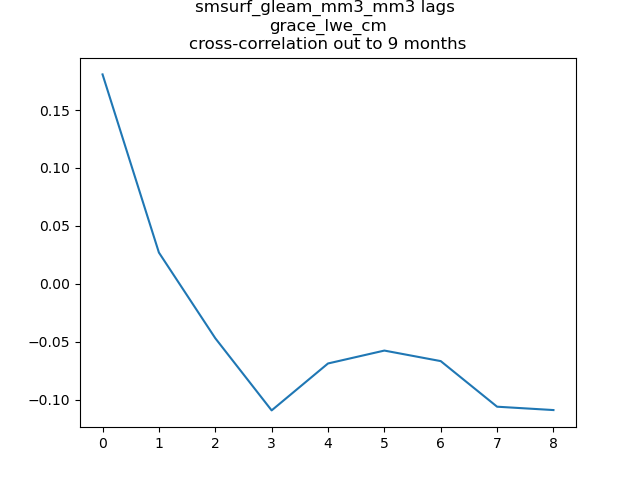 smsurf_gleam_mm3_mm3 lags
grace_lwe_cm
cross-correlation out to 9 months
0.15
0.10
0.05
0.00
−0.05
−0.10
0 1 2 3 4 5 6 7 8